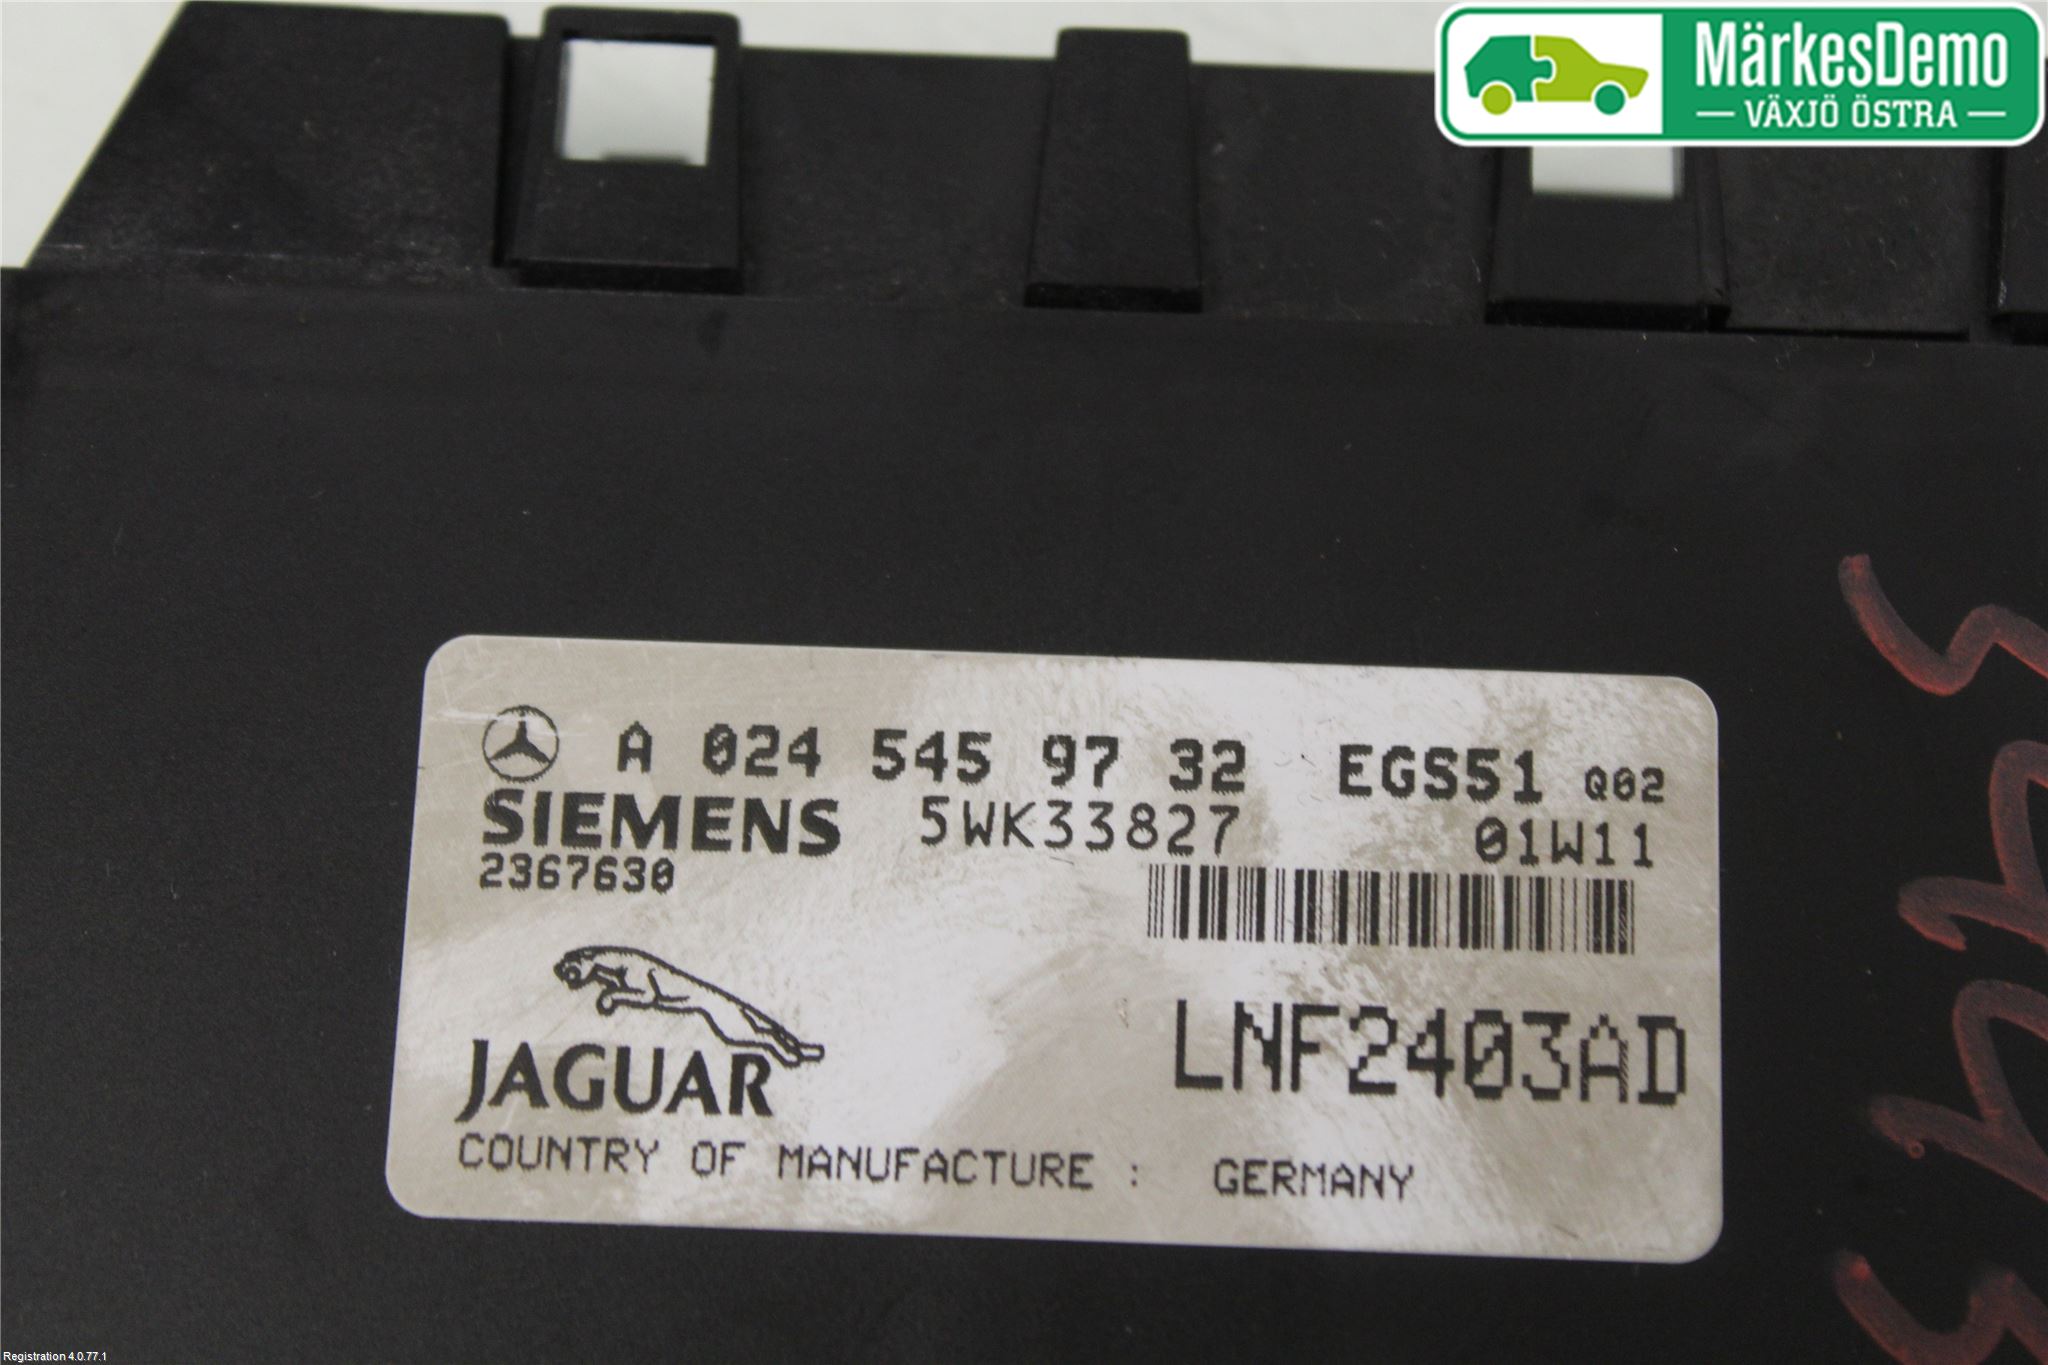 MärkesDemo
VÄXJÖ ÖSTRA
A 024 545 97 32 EGS51 Q02
SIEMENS 5WK33827 01W11
2367630
JAGUAR LNF2403AD
COUNTRY OF MANUFACTURE : GERMANY
Registration 4.0.77.1